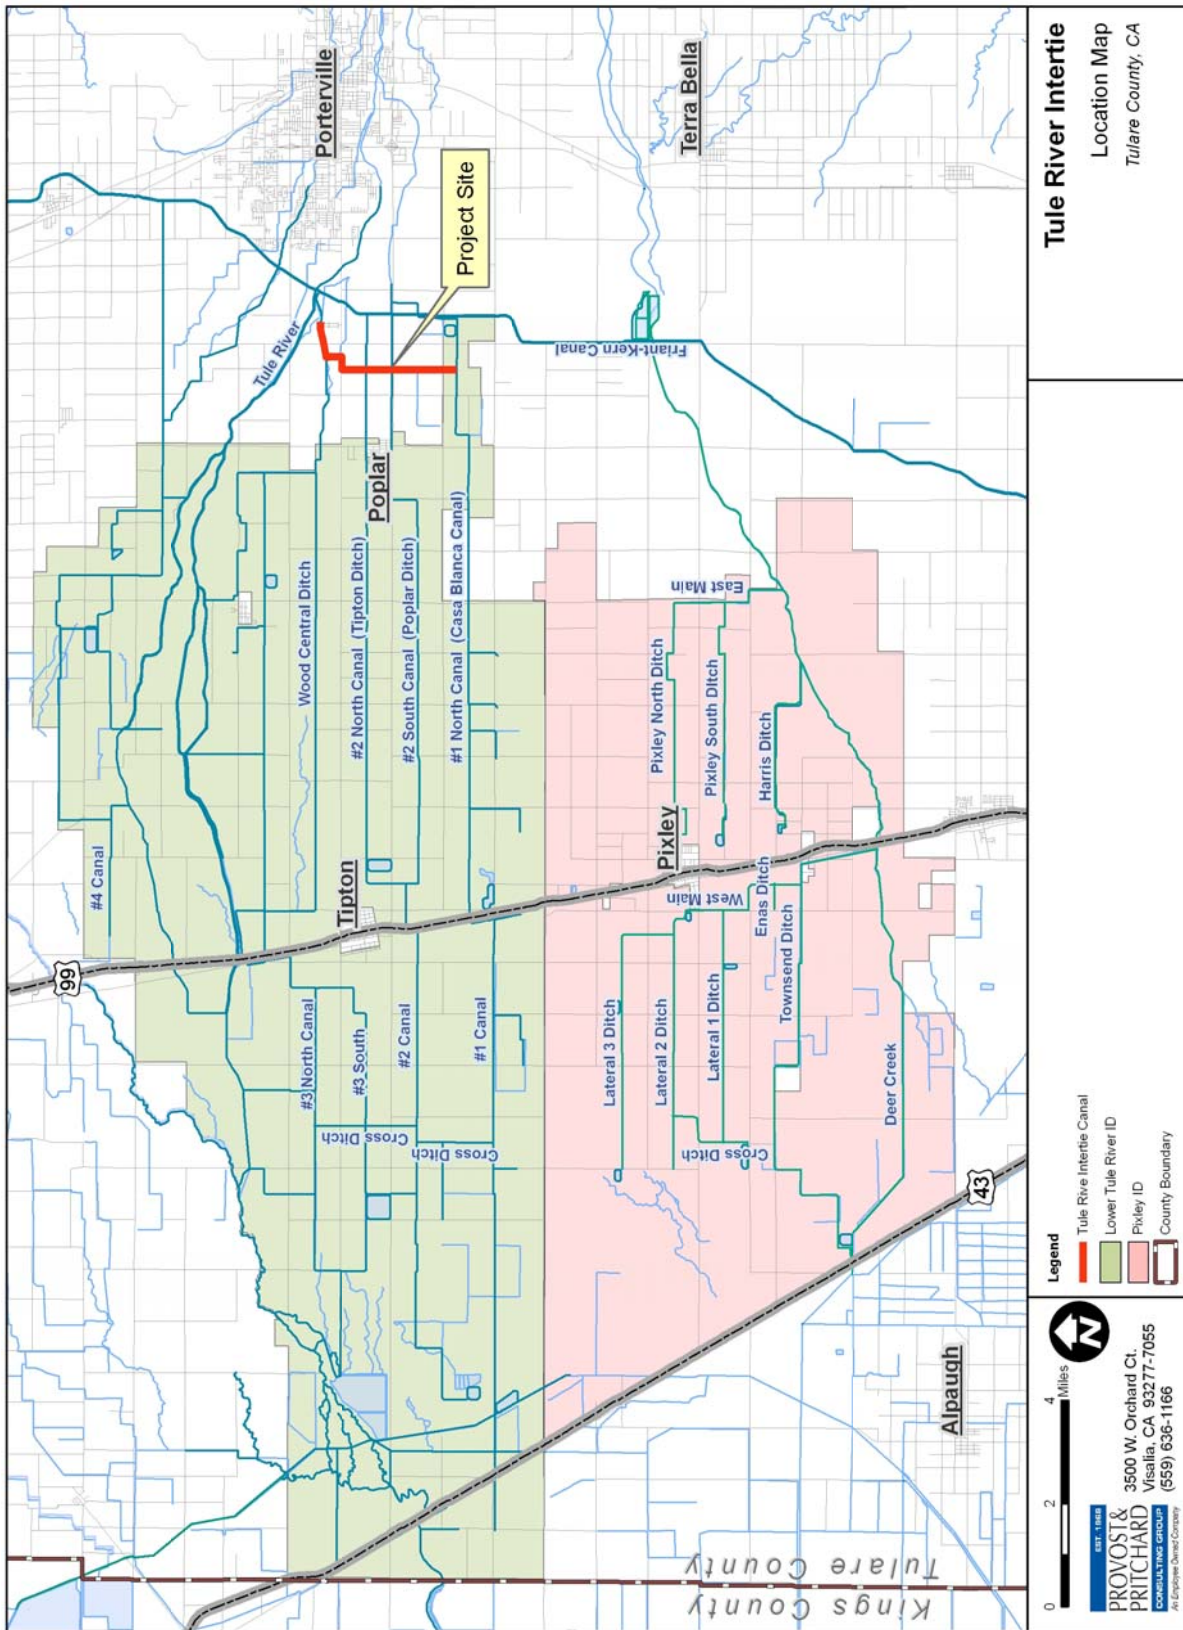 Tule River Intertie
Location Map
Tulare County, CA
Porterville
Terra Bella
Project Site
Tule River
Friant-Kern Canal
Poplar
Wood Central Ditch
#2 North Canal (Tipton Ditch)
#2 South Canal (Poplar Ditch)
#1 North Canal (Casa Blanca Canal)
East Main
Pixley North Ditch
Pixley South Ditch
Harris Ditch
#4 Canal
Tipton
Pixley
West Main
Enas Ditch
Townsend Ditch
99
#3 North Canal
#3 South
#2 Canal
#1 Canal
Cross Ditch
Cross Ditch
Lateral 3 Ditch
Lateral 2 Ditch
Lateral 1 Ditch
Cross Ditch
Deer Creek
43
Alpaugh
Tulare County
Kings County
Legend
Tule Rive Intertie Canal
Lower Tule River ID
Pixley ID
County Boundary
N
0 2 4 Miles
EST. 1968
PROVOST&
PRITCHARD
CONSULTING GROUP
An Employee Owned Company
3500 W. Orchard Ct.
Visalia, CA 93277-7055
(559) 636-1166